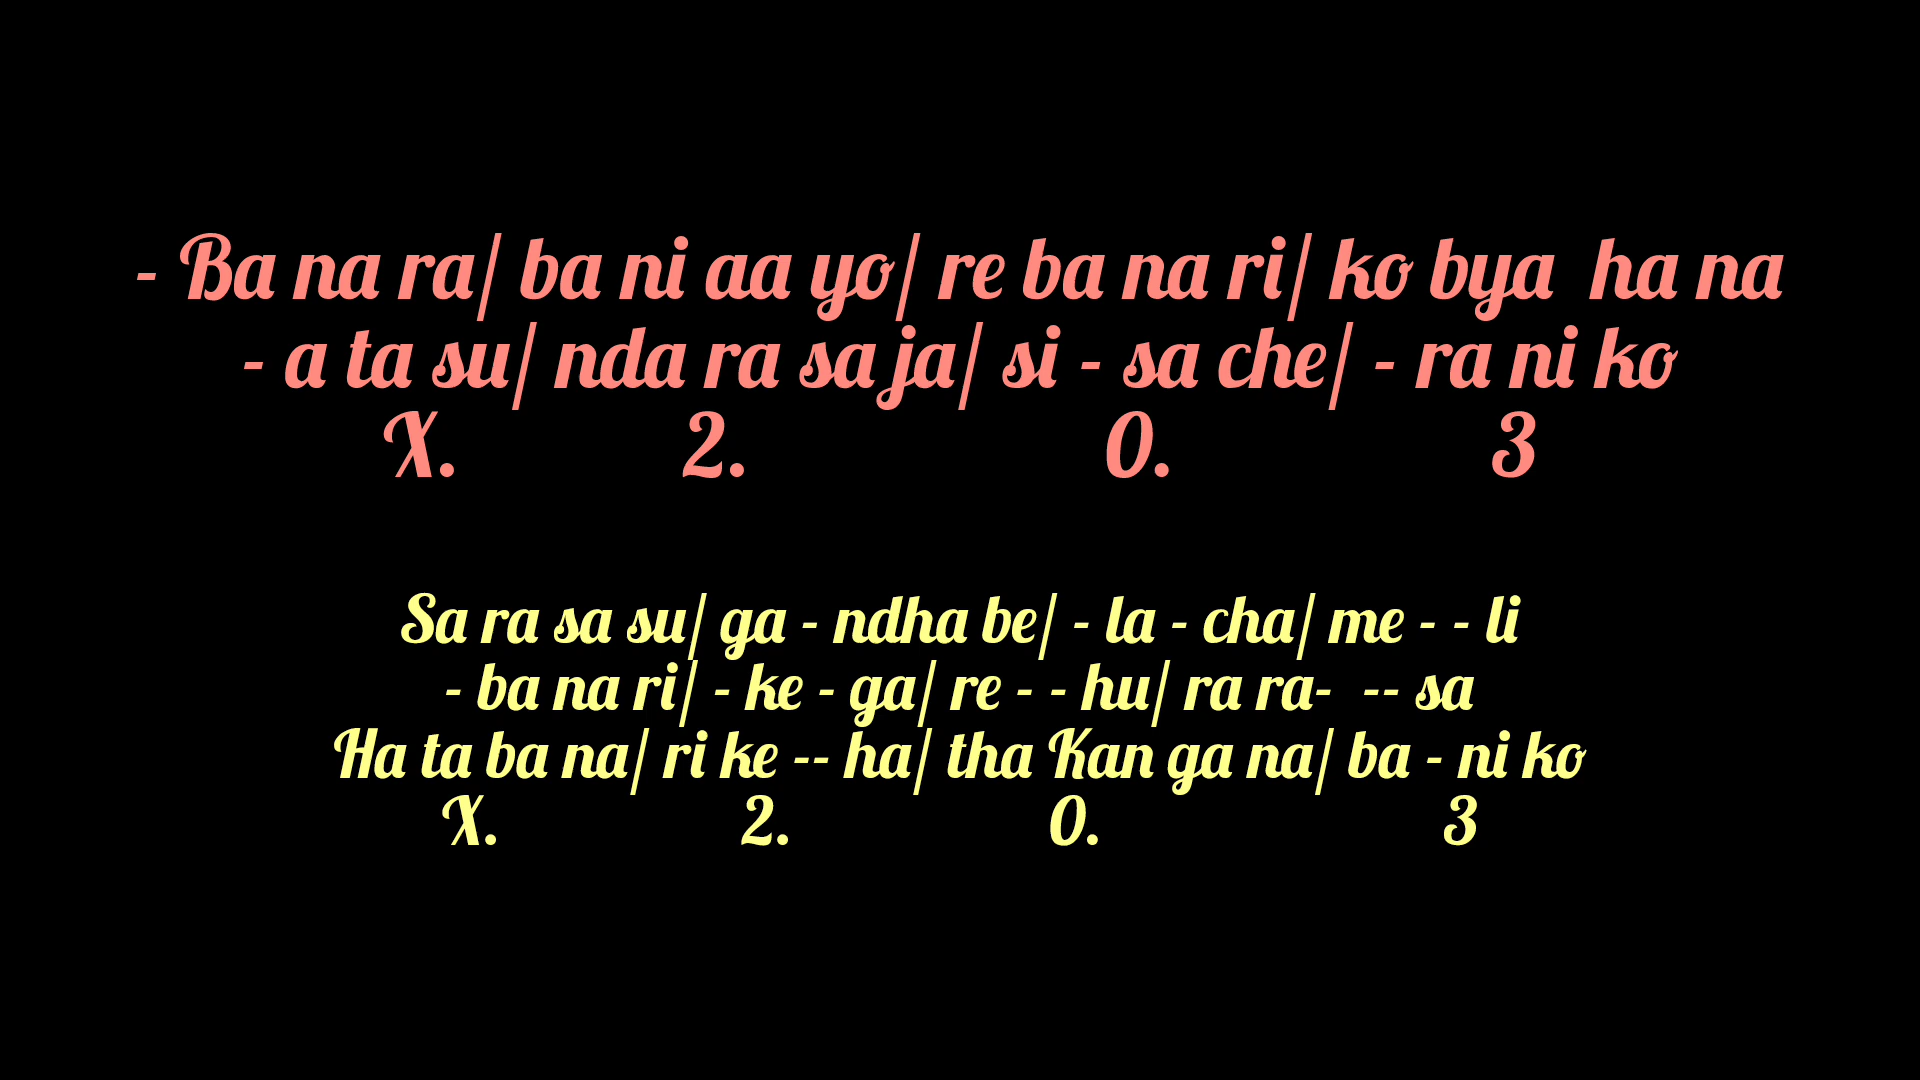 - Ba na ra/ ba ni aa yo/ re ba na ri/ ko bya  ha na
- a ta su/ nda ra sa ja/ si - sa che/ - ra ni ko
X. 2. 0. 3
Sa ra sa su/ ga - ndha be/ - la - cha/ me - - li
- ba na ri/ - ke - ga/ re - - hu/ ra ra-  -- sa
Ha ta ba na/ ri ke -- ha/ tha Kan ga na/ ba - ni ko
X. 2. 0. 3